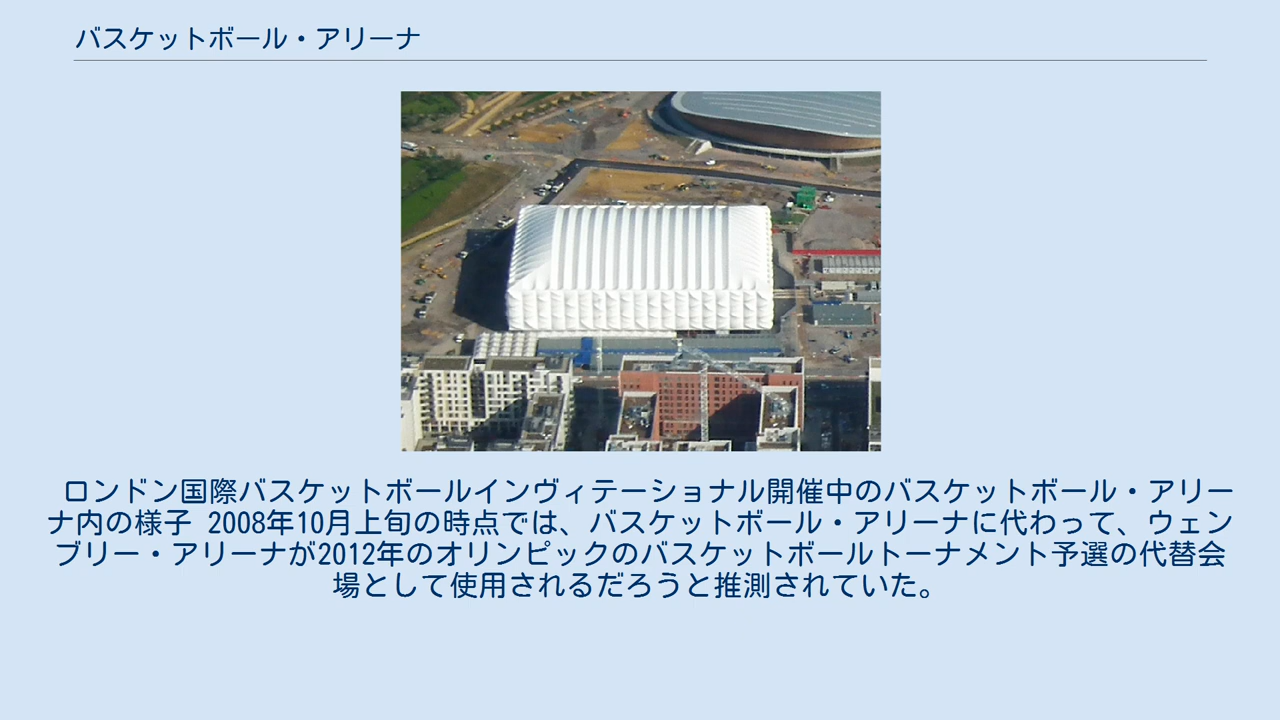 バスケットボール・アリーナ
ロンドン国際バスケットボールインヴィテーショナル開催中のバスケットボール・アリー
ナ内の様子 2008年10月上旬の時点では、バスケットボール・アリーナに代わって、ウェン
ブリー・アリーナが2012年のオリンピックのバスケットボールトーナメント予選の代替会
場として使用されるだろうと推測されていた。